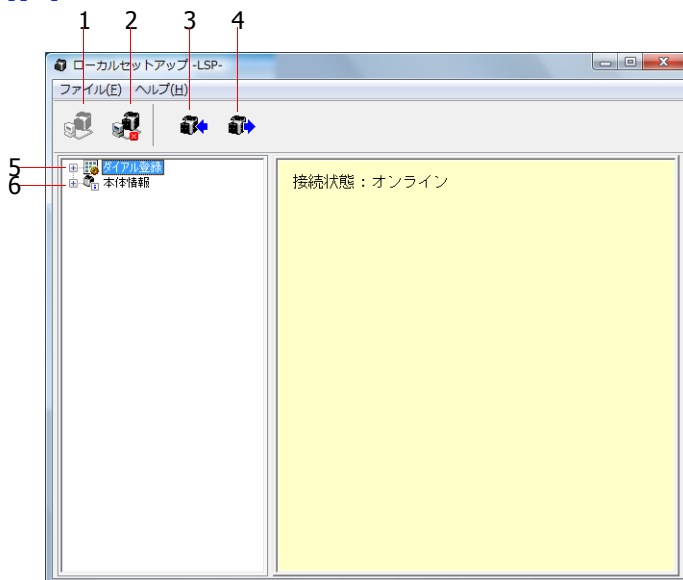 1 2 3 4
ローカルセットアップ -LSP-
ファイル(F) ヘルプ(H)
5
ダイアル登録
6
本体情報
接続状態：オンライン